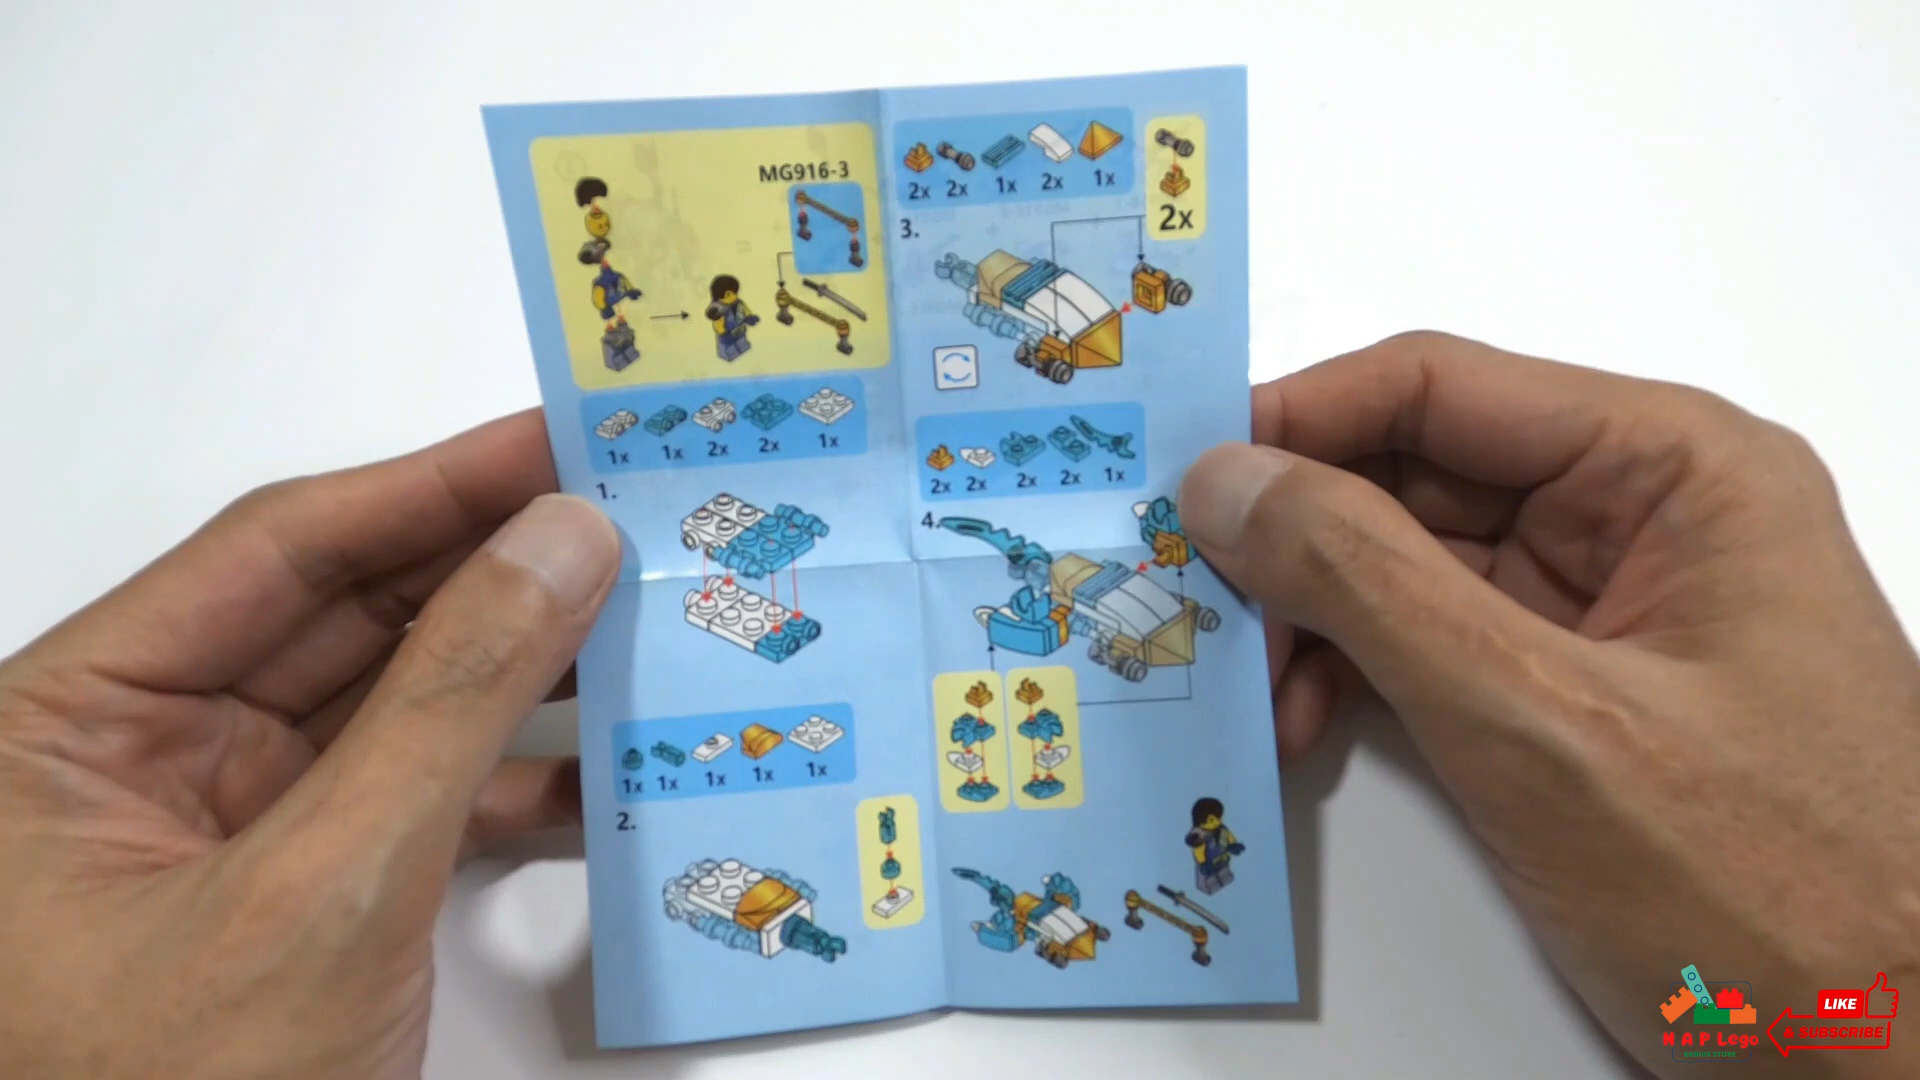 MG916-3
1x 1x 2x 2x 1x
1.
1x 1x 1x 1x 1x
2.
2x 2x 1x 2x 1x
2x
3.
2x 2x 2x 2x 1x
4.
N A P Lego
LIKE
& SUBSCRIBE